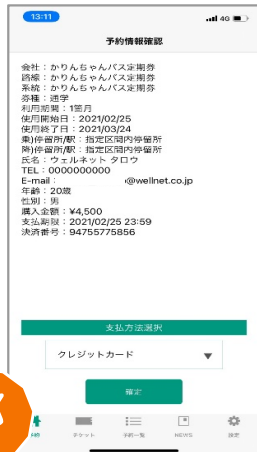 13:11
4G
予約情報確認
会社：かりんちゃんバス定期券
路線：かりんちゃんバス定期券
系統：かりんちゃんバス定期券
券種：通学
利用期間：1箇月
使用開始日：2021/02/25
使用終了日：2021/03/24
乗)停留所/駅：指定区間内停留所
降)停留所/駅：指定区間内停留所
氏名：ウェルネット タロウ
TEL：0000000000
E-mail： @wellnet.co.jp
年齢：20歳
性別：男
購入金額：¥4,500
支払期限：2021/02/25 23:59
決済番号：94755775856
支払方法選択
クレジットカード
確定
チケット 予約一覧 NEWS 設定